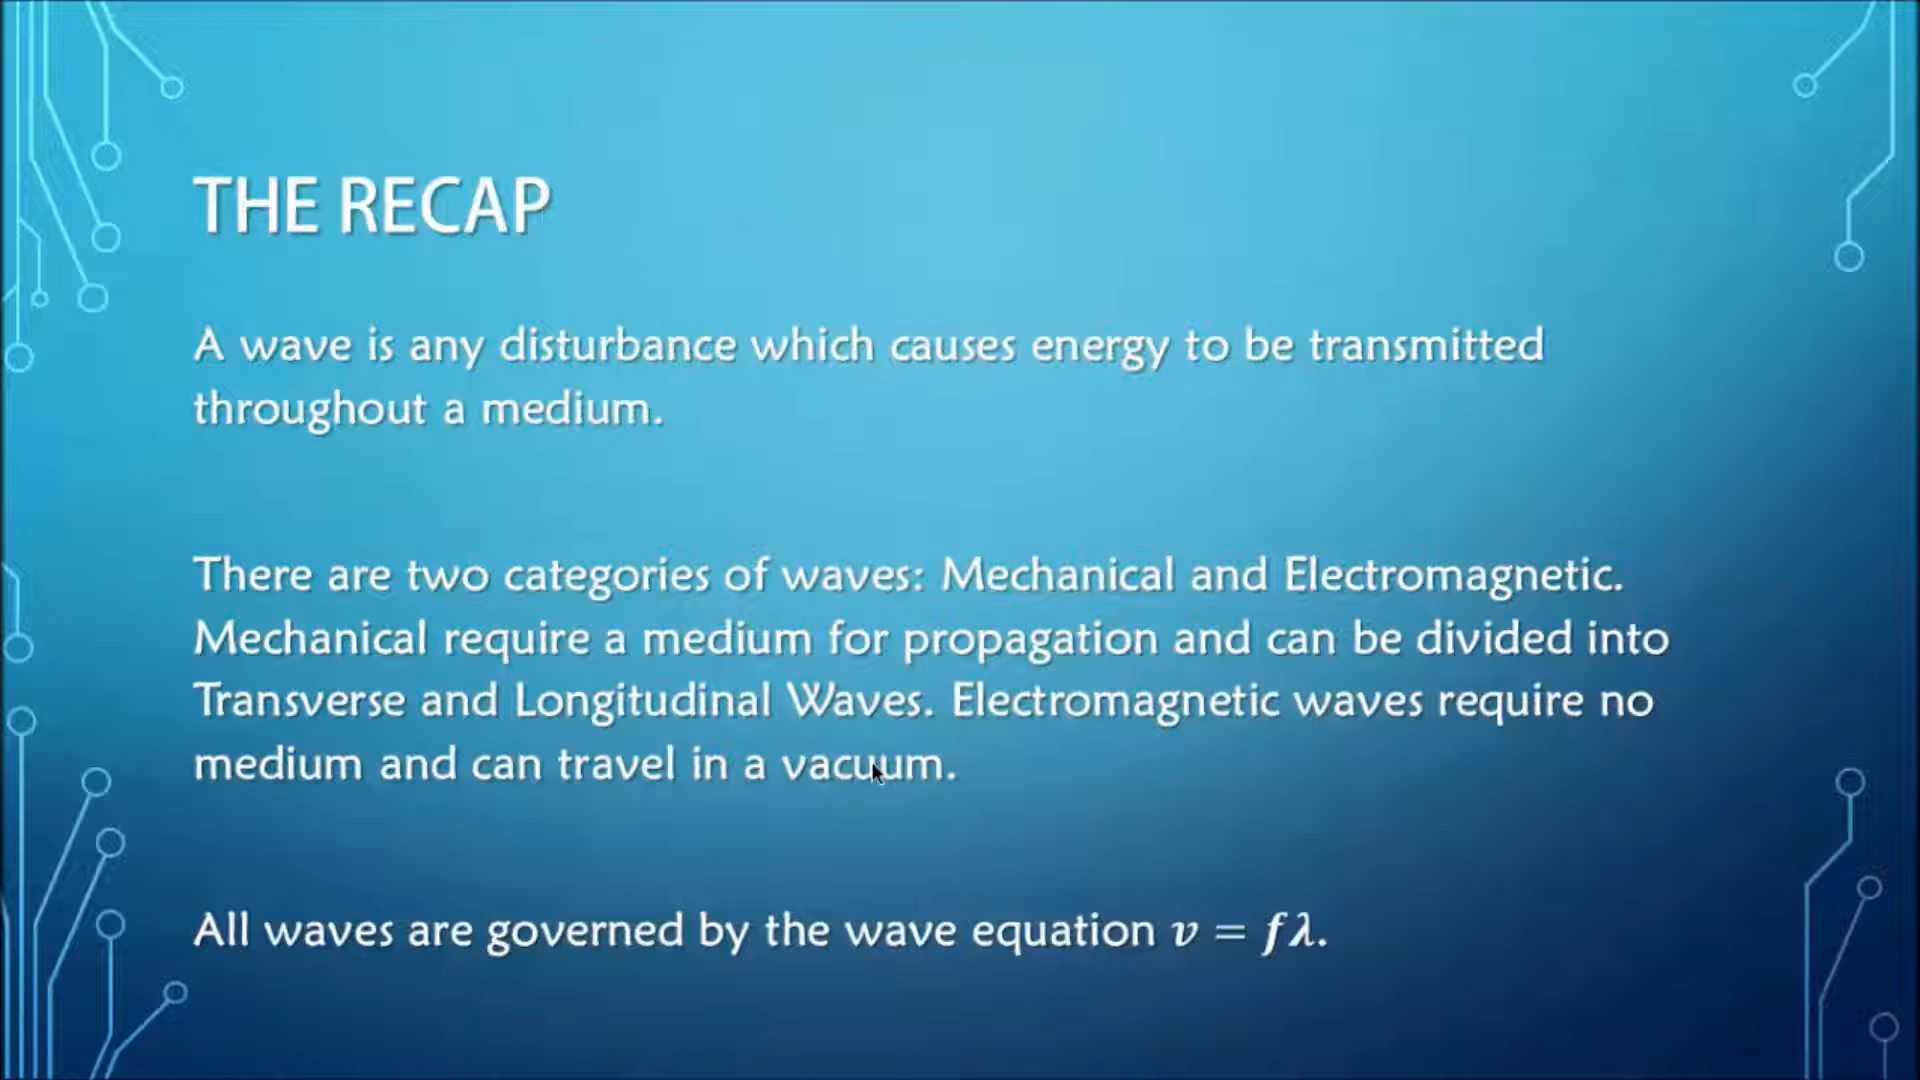 THE RECAP
A wave is any disturbance which causes energy to be transmitted
throughout a medium.
There are two categories of waves: Mechanical and Electromagnetic.
Mechanical require a medium for propagation and can be divided into
Transverse and Longitudinal Waves. Electromagnetic waves require no
medium and can travel in a vacuum.
All waves are governed by the wave equation v = fλ.